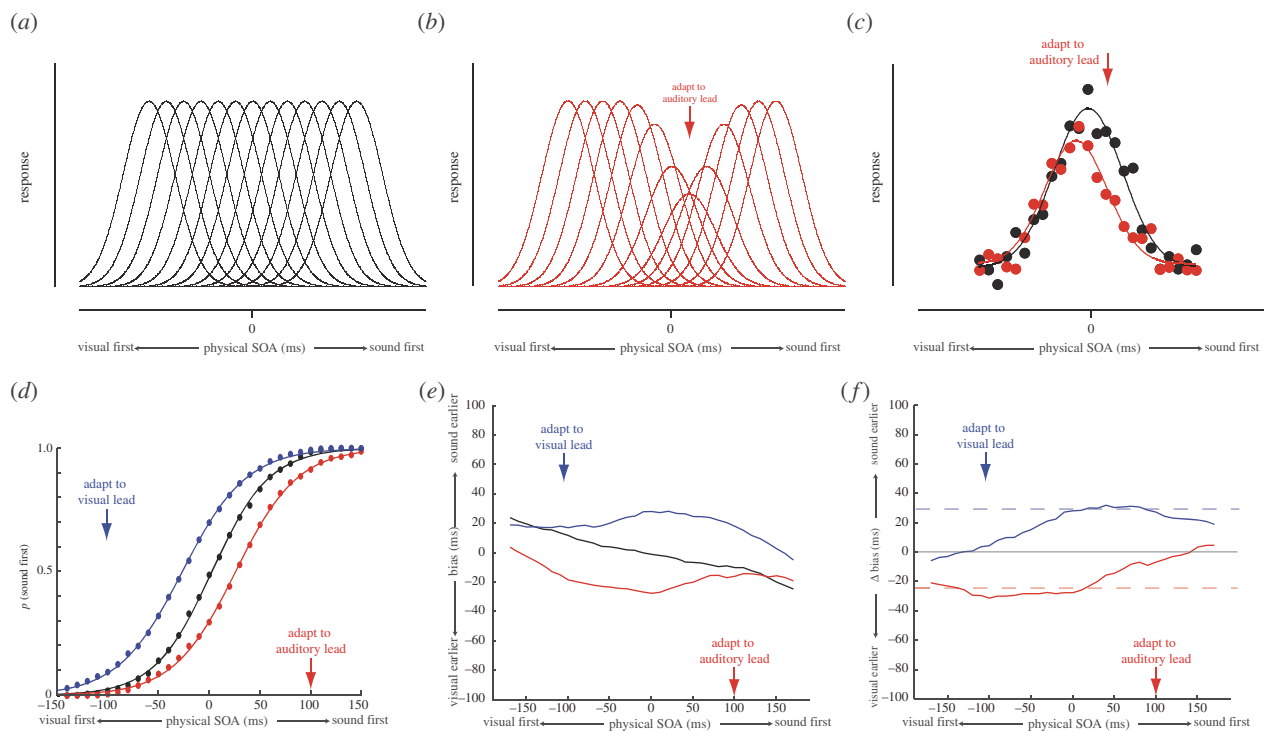 (a)
response
0
visual first
physical SOA (ms)
sound first
(b)
adapt to
auditory lead
response
0
visual first
physical SOA (ms)
sound first
(c)
adapt to
auditory lead
response
0
visual first
physical SOA (ms)
sound first
(d)
1.0
0.5
0
p (sound first)
adapt to
visual lead
adapt to
auditory lead
−150 −100 −50 0 50 100 150
visual first
physical SOA (ms)
sound first
(e)
100
80
60
40
20
0
−20
−40
−60
−80
−100
sound earlier
bias (ms)
visual earlier
adapt to
visual lead
adapt to
auditory lead
−150 −100 −50 0 50 100 150
visual first
physical SOA (ms)
sound first
(f)
100
80
60
40
20
0
−20
−40
−60
−80
−100
sound earlier
Δ bias (ms)
visual earlier
adapt to
visual lead
adapt to
auditory lead
−150 −100 −50 0 50 100 150
visual first
physical SOA (ms)
sound first